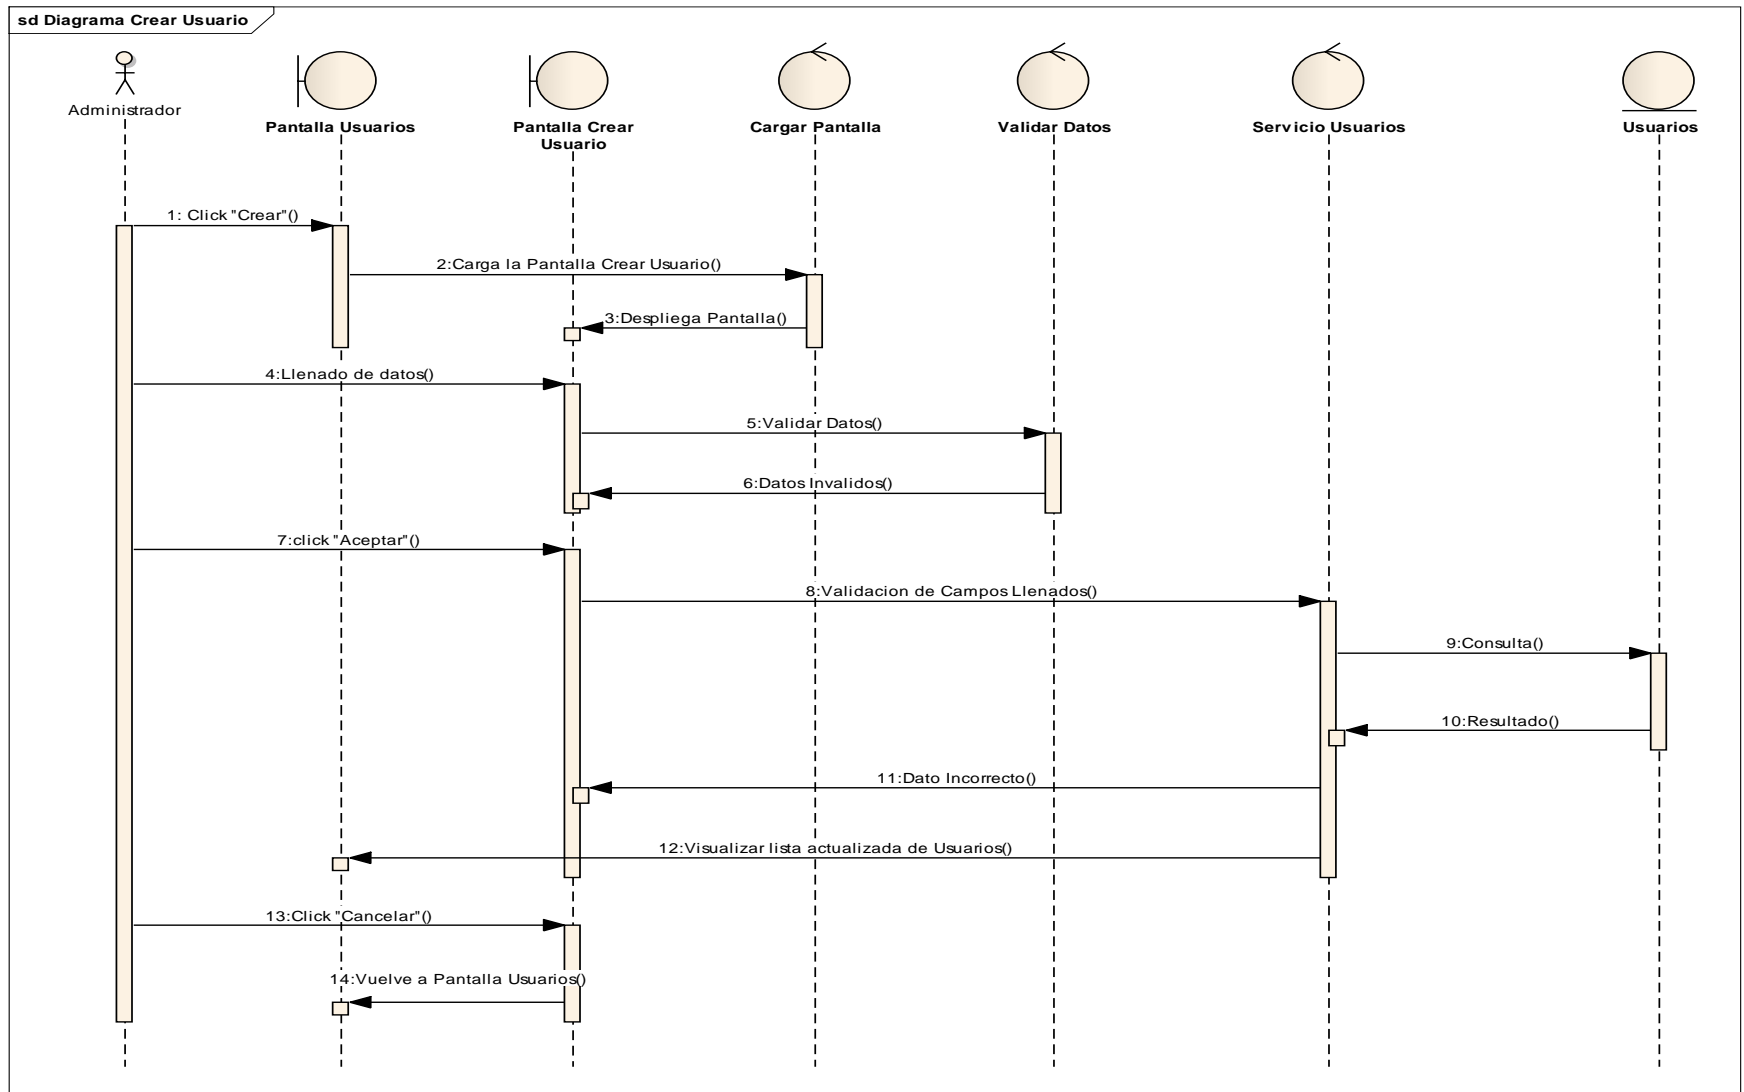 sd Diagrama Crear Usuario
Administrador
Pantalla Usuarios
Pantalla Crear
Usuario
Cargar Pantalla
Validar Datos
Servicio Usuarios
Usuarios
1: Click "Crear"()
2:Carga la Pantalla Crear Usuario()
3:Despliega Pantalla()
4:Llenado de datos()
5:Validar Datos()
6:Datos Invalidos()
7:click "Aceptar"()
8:Validacion de Campos Llenados()
9:Consulta()
10:Resultado()
11:Dato Incorrecto()
12:Visualizar lista actualizada de Usuarios()
13:Click "Cancelar"()
14:Vuelve a Pantalla Usuarios()